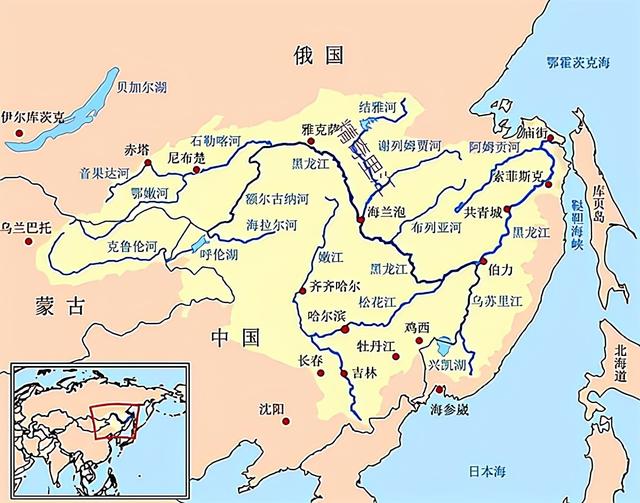 俄国
鄂霍茨克海
贝加尔湖
伊尔库茨克
结雅河
石勒喀河
雅克萨
谢列姆贾河
阿姆贡河
庙街
赤塔
尼布楚
黑龙江
音果达河
索菲斯克
库页岛
鄂嫩河
额尔古纳河
海兰泡
共青城
鞑靼海峡
乌兰巴托
克鲁伦河
海拉尔河
布列亚河
黑龙江
呼伦湖
嫩江
黑龙江
伯力
蒙古
齐齐哈尔
松花江
乌苏里江
哈尔滨
中国
鸡西
牡丹江
长春
吉林
兴凯湖
北海道
沈阳
海参崴
日本海